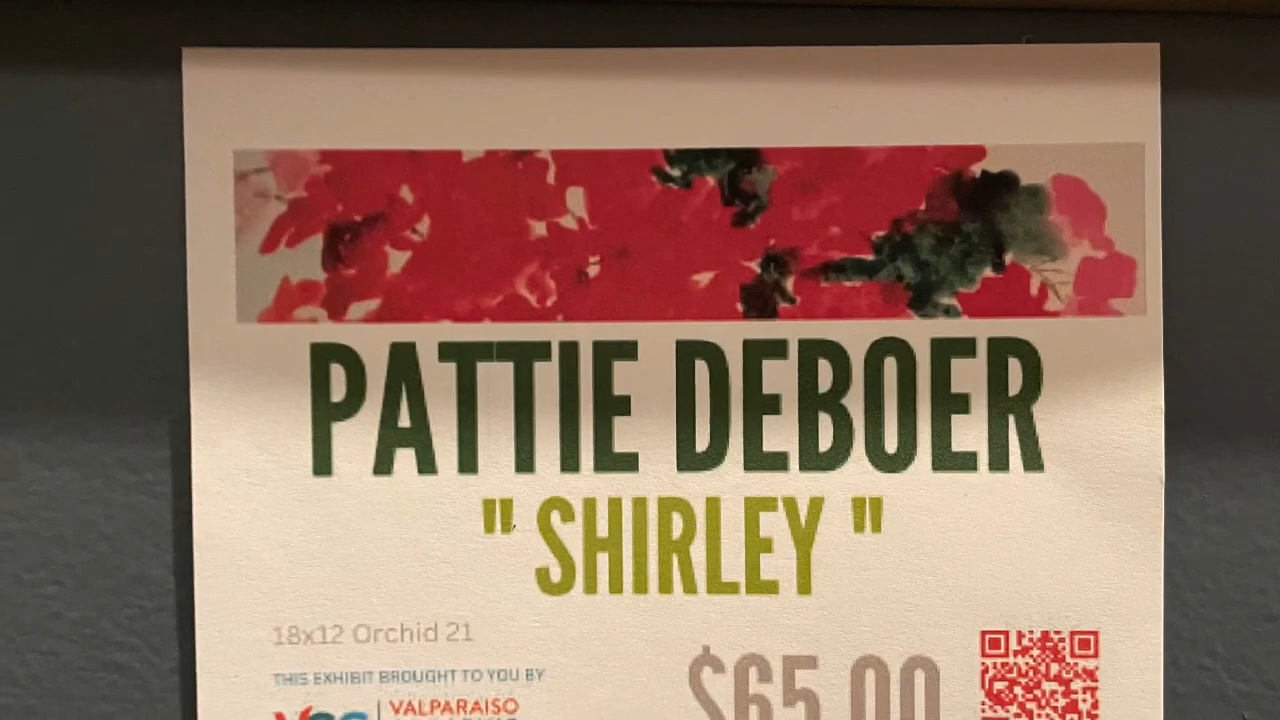 PATTIE DEBOER
" SHIRLEY "
18x12 Orchid 21
THIS EXHIBIT BROUGHT TO YOU BY
$65.00
VALPARAISO